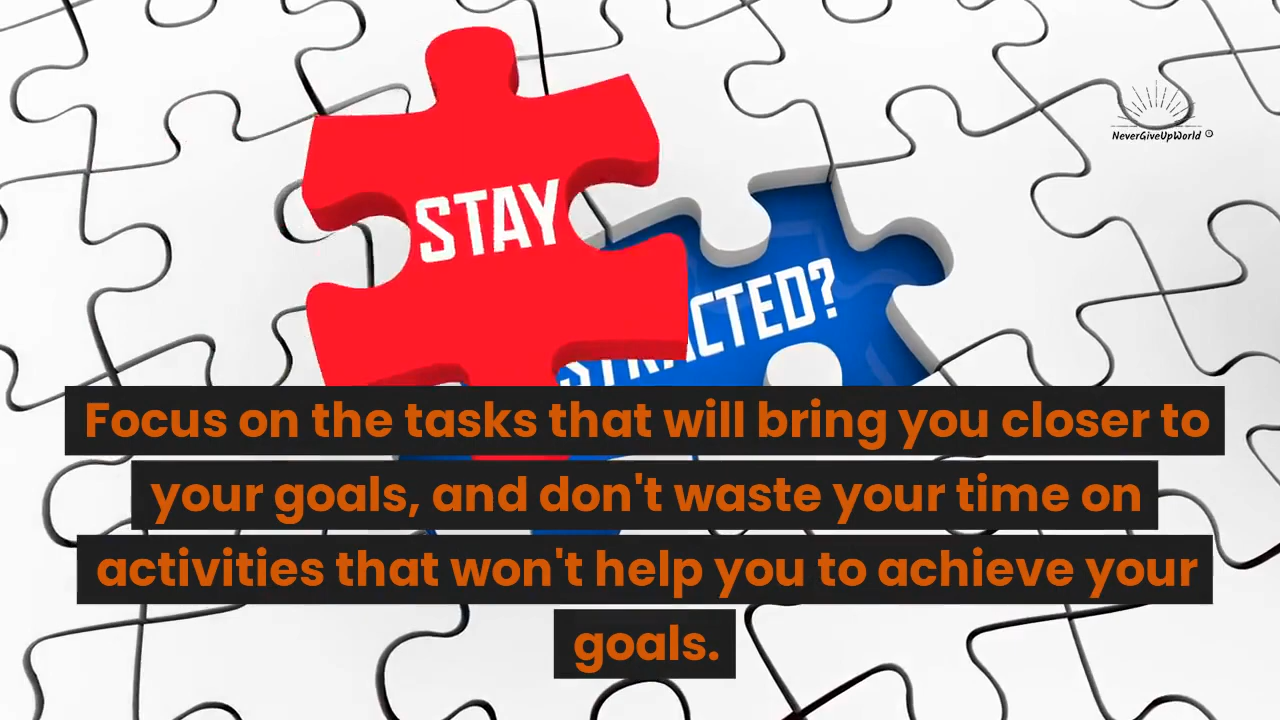 NeverGiveUpWorld
STAY
Focus on the tasks that will bring you closer to
your goals, and don't waste your time on
activities that won't help you to achieve your
goals.